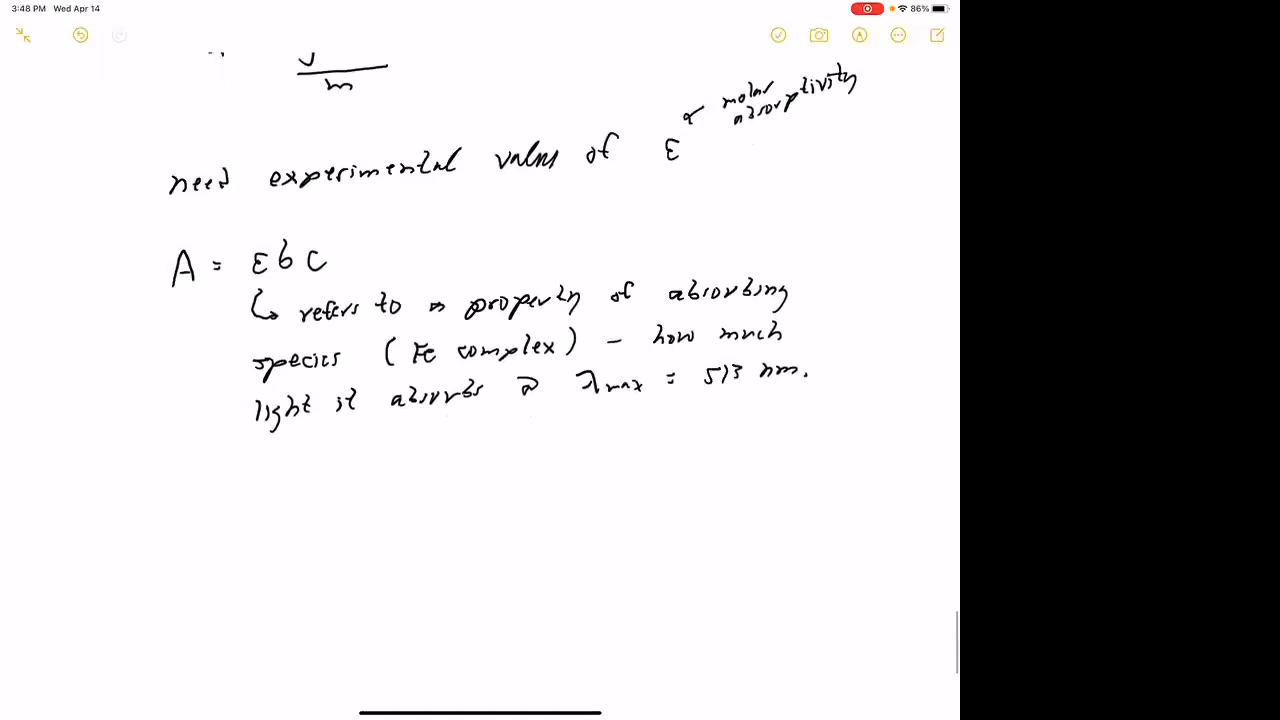 3:48 PM Wed Apr 14
86%
m
molar
absorptivity
need experimental values of ε
A = εbc
↳ refers to a property of absorbing
species (Fe complex) - how much
light it absorbs @ λmax = 513 nm.